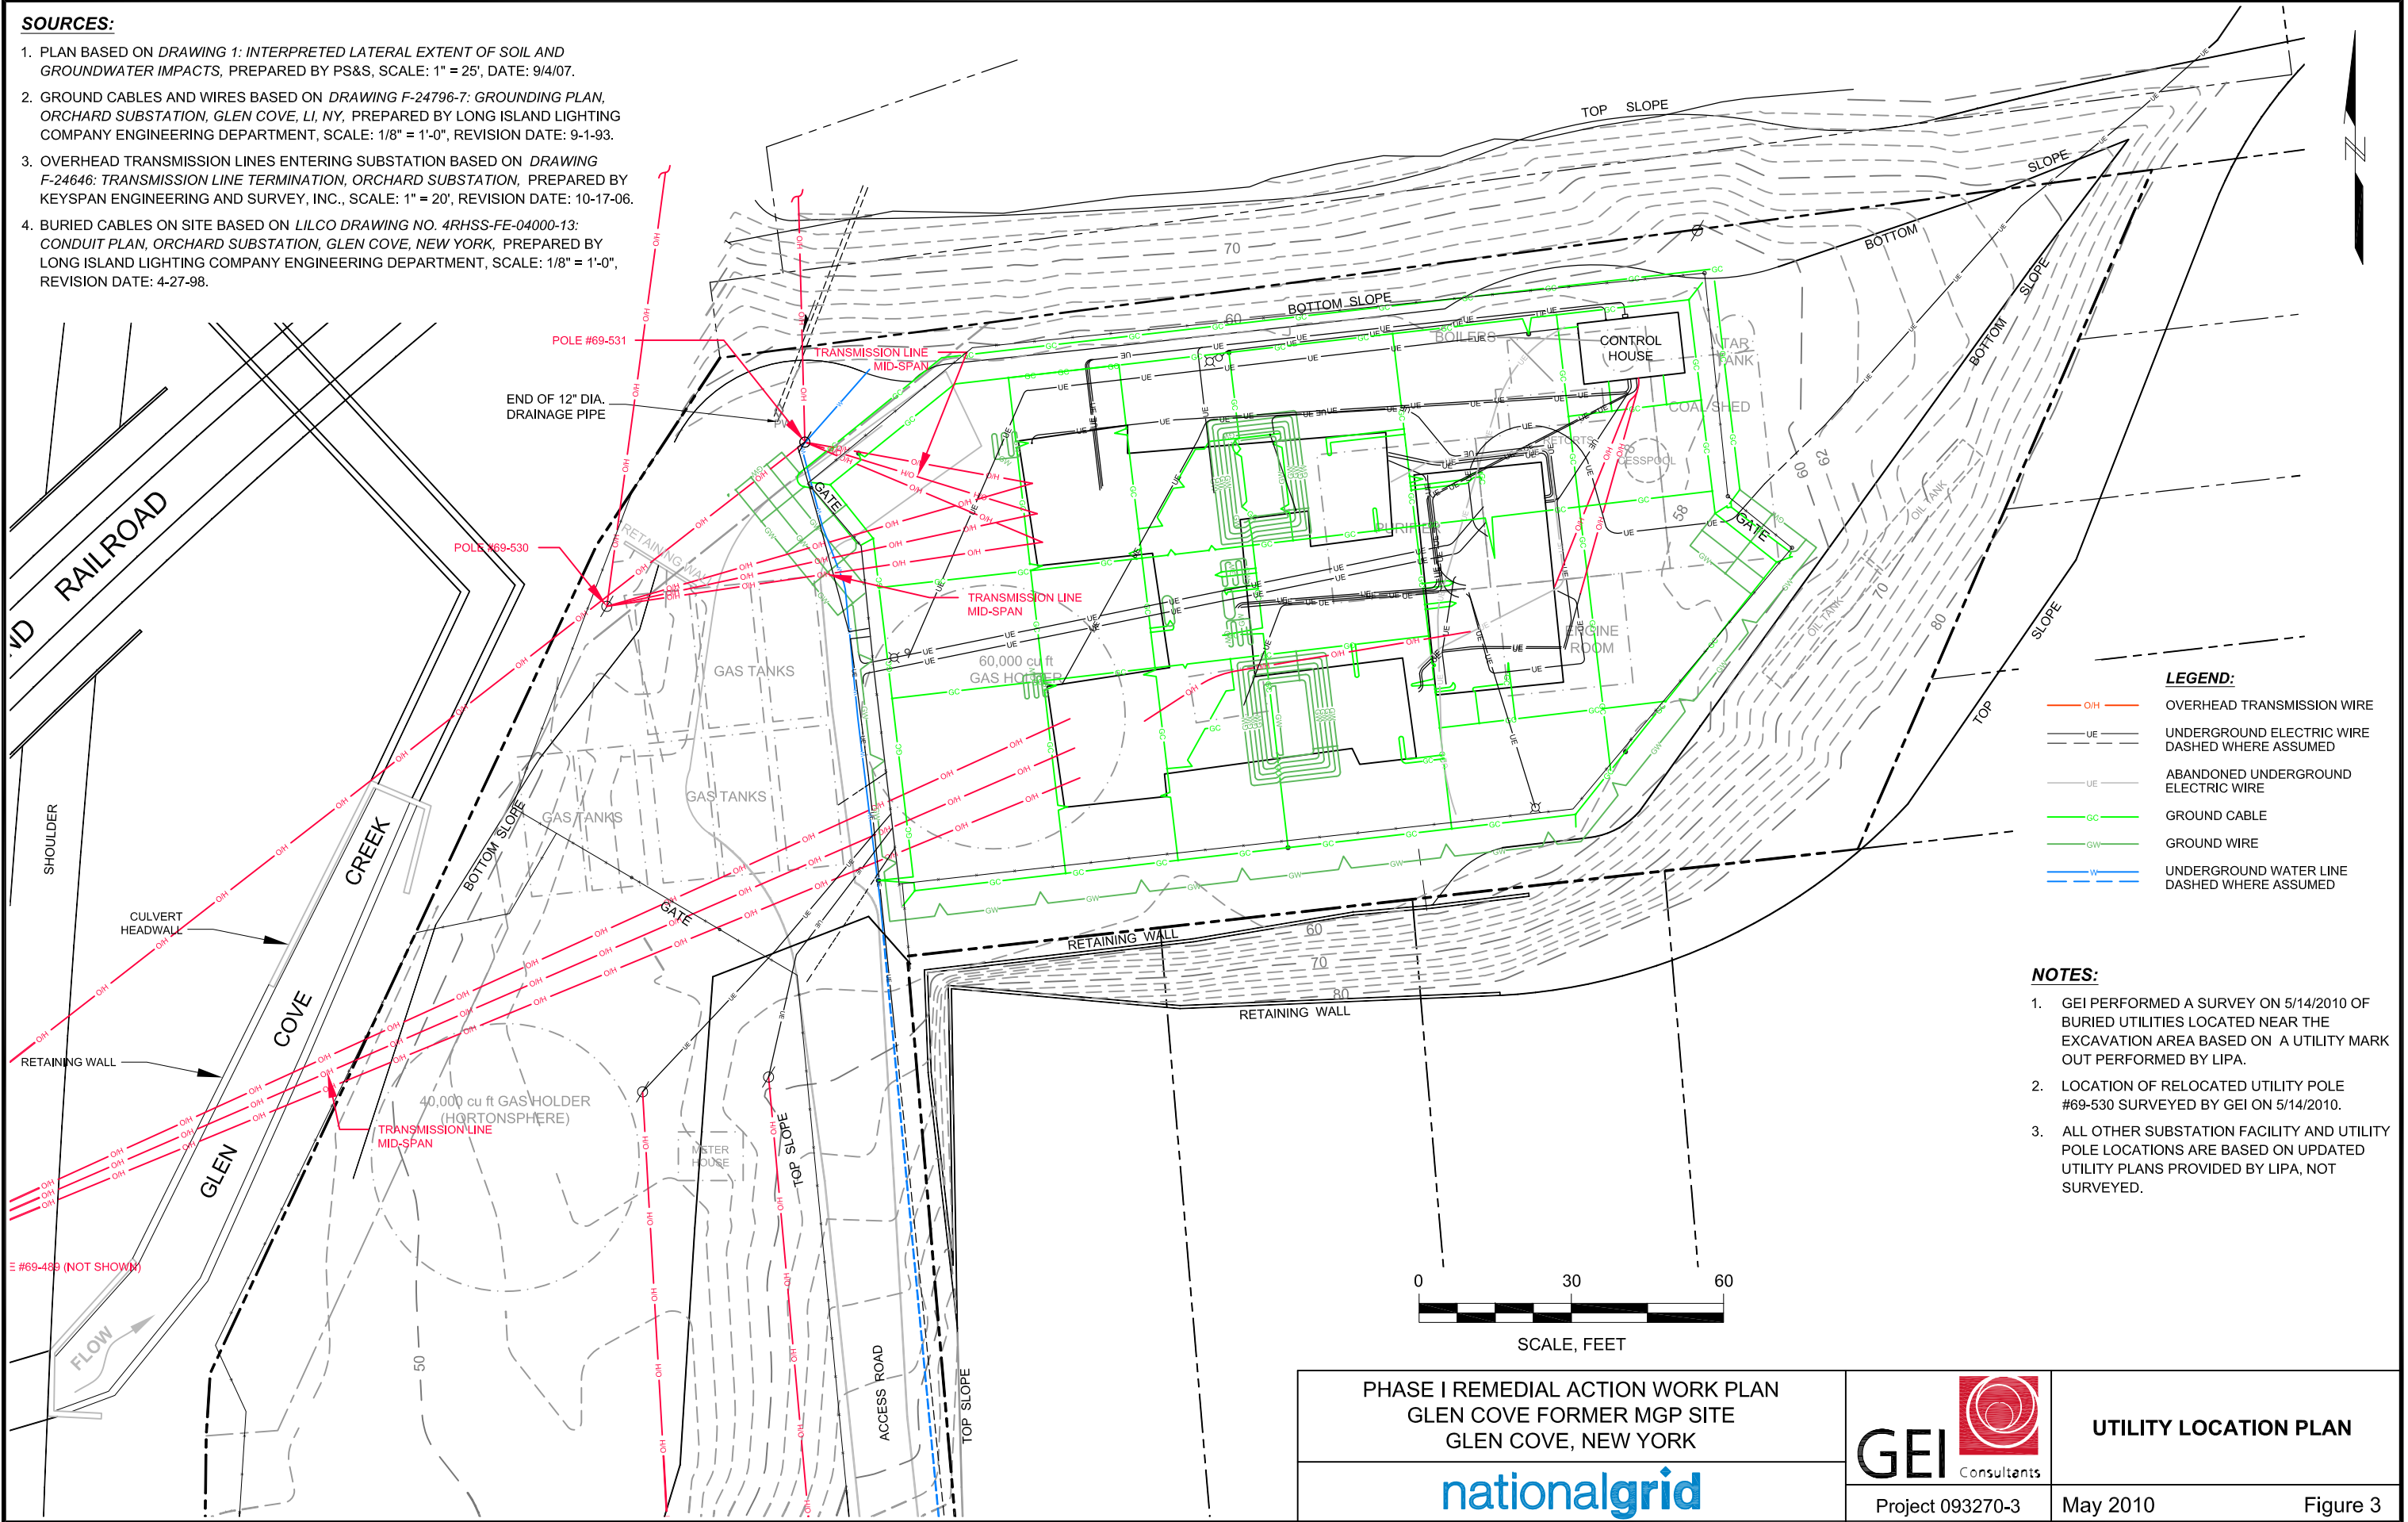 SOURCES:
1. PLAN BASED ON DRAWING 1: INTERPRETED LATERAL EXTENT OF SOIL AND
GROUNDWATER IMPACTS, PREPARED BY PS&S, SCALE: 1" = 25', DATE: 9/4/07.
2. GROUND CABLES AND WIRES BASED ON DRAWING F-24796-7: GROUNDING PLAN,
ORCHARD SUBSTATION, GLEN COVE, LI, NY, PREPARED BY LONG ISLAND LIGHTING
COMPANY ENGINEERING DEPARTMENT, SCALE: 1/8" = 1'-0", REVISION DATE: 9-1-93.
3. OVERHEAD TRANSMISSION LINES ENTERING SUBSTATION BASED ON DRAWING
F-24646: TRANSMISSION LINE TERMINATION, ORCHARD SUBSTATION, PREPARED BY
KEYSPAN ENGINEERING AND SURVEY, INC., SCALE: 1" = 20', REVISION DATE: 10-17-06.
4. BURIED CABLES ON SITE BASED ON LILCO DRAWING NO. 4RHSS-FE-04000-13:
CONDUIT PLAN, ORCHARD SUBSTATION, GLEN COVE, NEW YORK, PREPARED BY
LONG ISLAND LIGHTING COMPANY ENGINEERING DEPARTMENT, SCALE: 1/8" = 1'-0",
REVISION DATE: 4-27-98.
TOP SLOPE
SLOPE
BOTTOM
70
BOTTOM SLOPE
60
N
POLE #69-531
TRANSMISSION LINE
MID-SPAN
END OF 12" DIA.
DRAINAGE PIPE
BOILERS
CONTROL
HOUSE
TAR
TANK
COAL SHED
RETORTS
CESSPOOL
SLOPE
BOTTOM
60
62
58
OIL TANK
OIL TANK
70
80
SLOPE
TOP
GATE
GATE
RAILROAD
ND
RETAINING WALL
POLE #69-530
TRANSMISSION LINE
MID-SPAN
PURIFIER
ENGINE
ROOM
60,000 cu ft
GAS HOLDER
GAS TANKS
GAS TANKS
GAS TANKS
SHOULDER
BOTTOM SLOPE
GATE
CULVERT
HEADWALL
RETAINING WALL
GLEN COVE CREEK
RETAINING WALL
60
70
80
RETAINING WALL
40,000 cu ft GAS HOLDER
(HORTONSPHERE)
TRANSMISSION LINE
MID-SPAN
METER
HOUSE
TOP SLOPE
E #69-489 (NOT SHOWN)
FLOW
50
ACCESS ROAD
TOP SLOPE
LEGEND:
O/H OVERHEAD TRANSMISSION WIRE
UE UNDERGROUND ELECTRIC WIRE
DASHED WHERE ASSUMED
UE ABANDONED UNDERGROUND
ELECTRIC WIRE
GC GROUND CABLE
GW GROUND WIRE
W UNDERGROUND WATER LINE
DASHED WHERE ASSUMED
NOTES:
1. GEI PERFORMED A SURVEY ON 5/14/2010 OF
BURIED UTILITIES LOCATED NEAR THE
EXCAVATION AREA BASED ON A UTILITY MARK
OUT PERFORMED BY LIPA.
2. LOCATION OF RELOCATED UTILITY POLE
#69-530 SURVEYED BY GEI ON 5/14/2010.
3. ALL OTHER SUBSTATION FACILITY AND UTILITY
POLE LOCATIONS ARE BASED ON UPDATED
UTILITY PLANS PROVIDED BY LIPA, NOT
SURVEYED.
0 30 60
SCALE, FEET
PHASE I REMEDIAL ACTION WORK PLAN
GLEN COVE FORMER MGP SITE
GLEN COVE, NEW YORK
nationalgrid
GEI Consultants
Project 093270-3
UTILITY LOCATION PLAN
May 2010
Figure 3